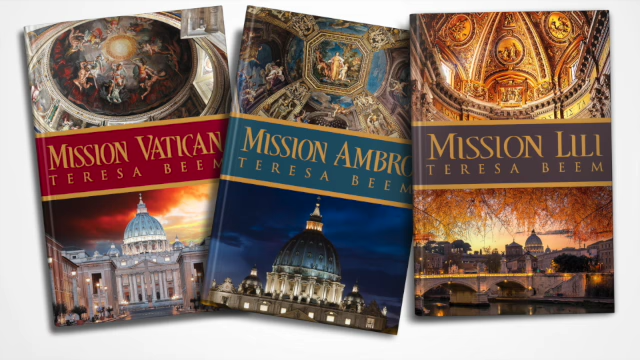 MISSION VATICAN
TERESA BEEM
MISSION AMBRO
TERESA BEEM
MISSION LILI
TERESA BEEM